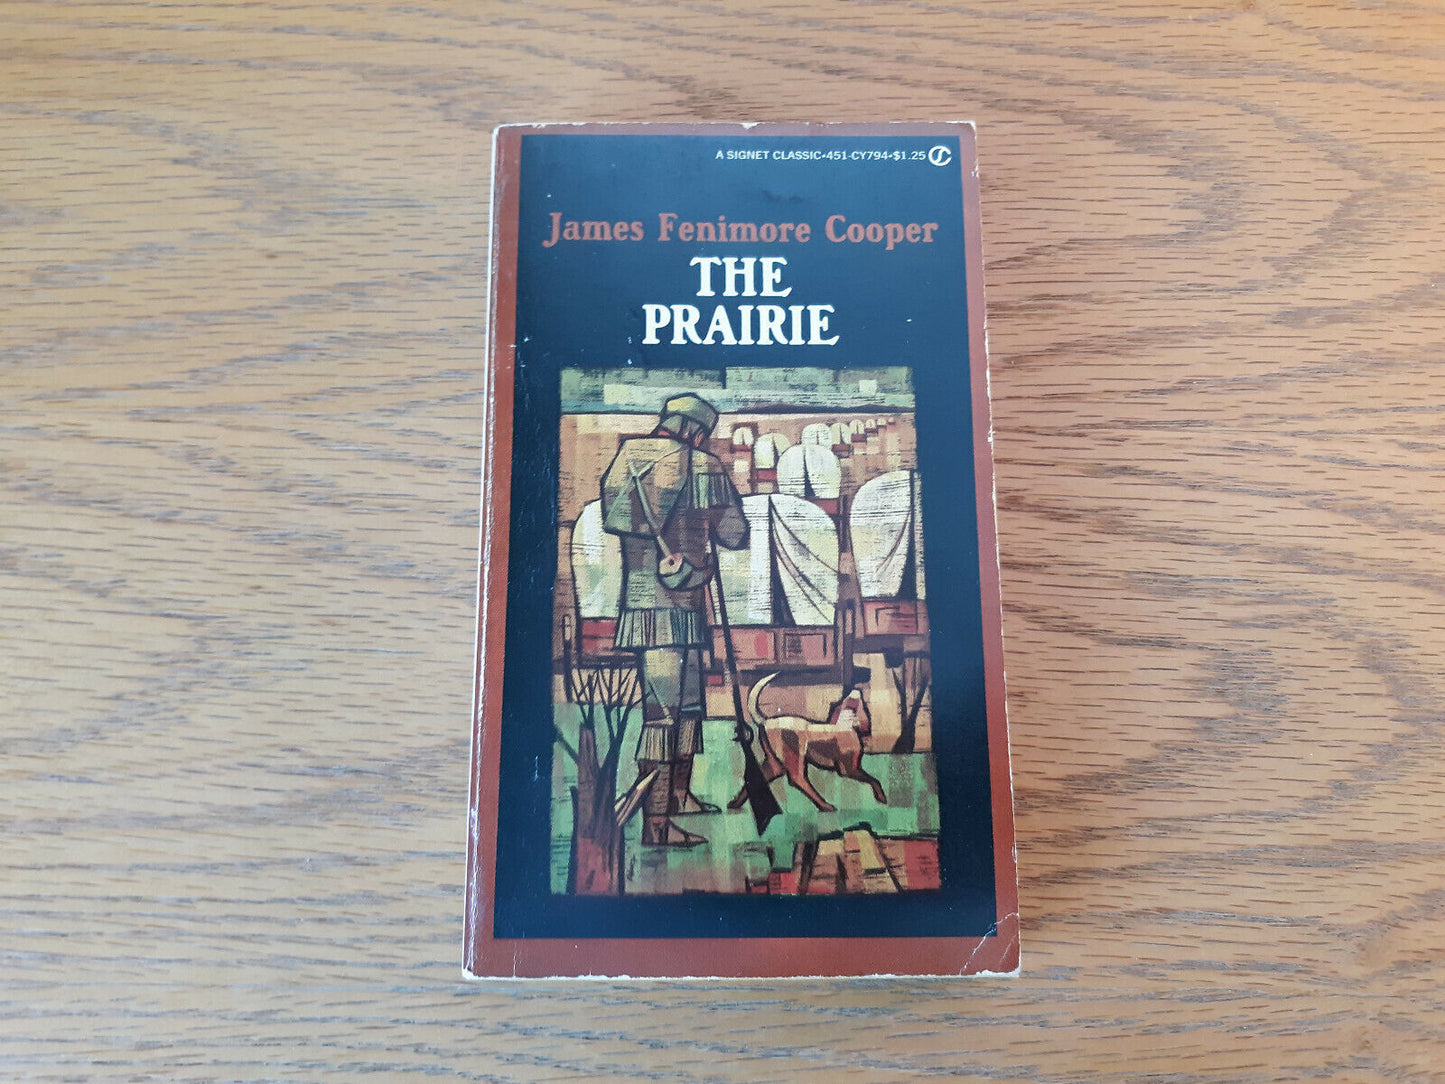 A SIGNET CLASSIC•451-CY794•$1.25
James Fenimore Cooper
THE
PRAIRIE